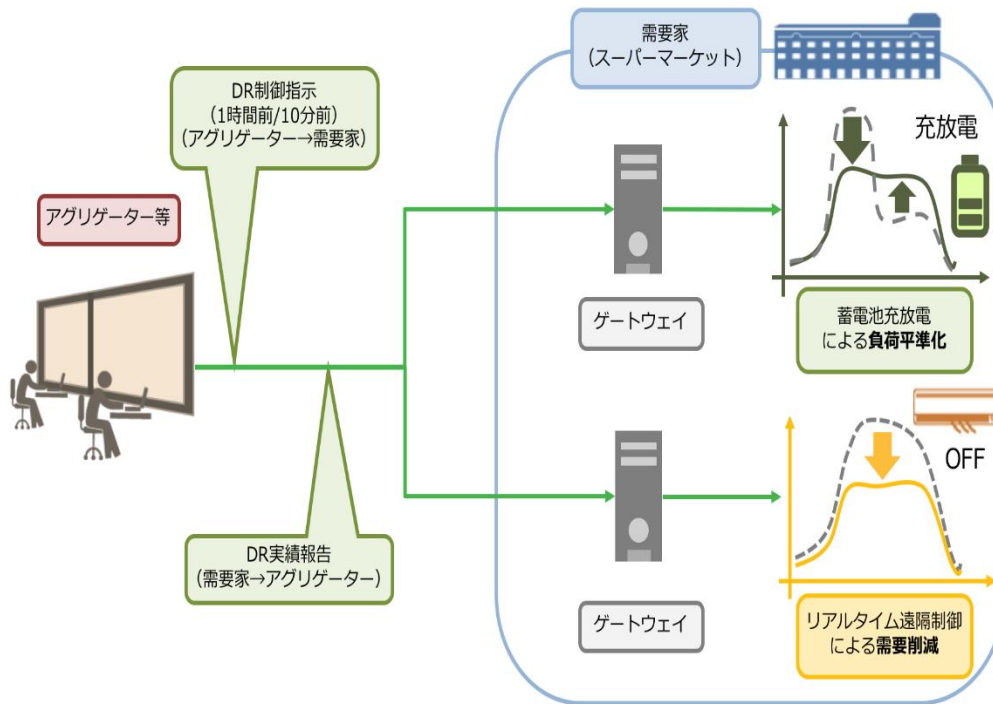 需要家
(スーパーマーケット)
DR制御指示
(1時間前/10分前)
(アグリゲーター→需要家)
アグリゲーター等
充放電
ゲートウェイ
蓄電池充放電
による負荷平準化
OFF
DR実績報告
(需要家→アグリゲーター)
ゲートウェイ
リアルタイム遠隔制御
による需要削減